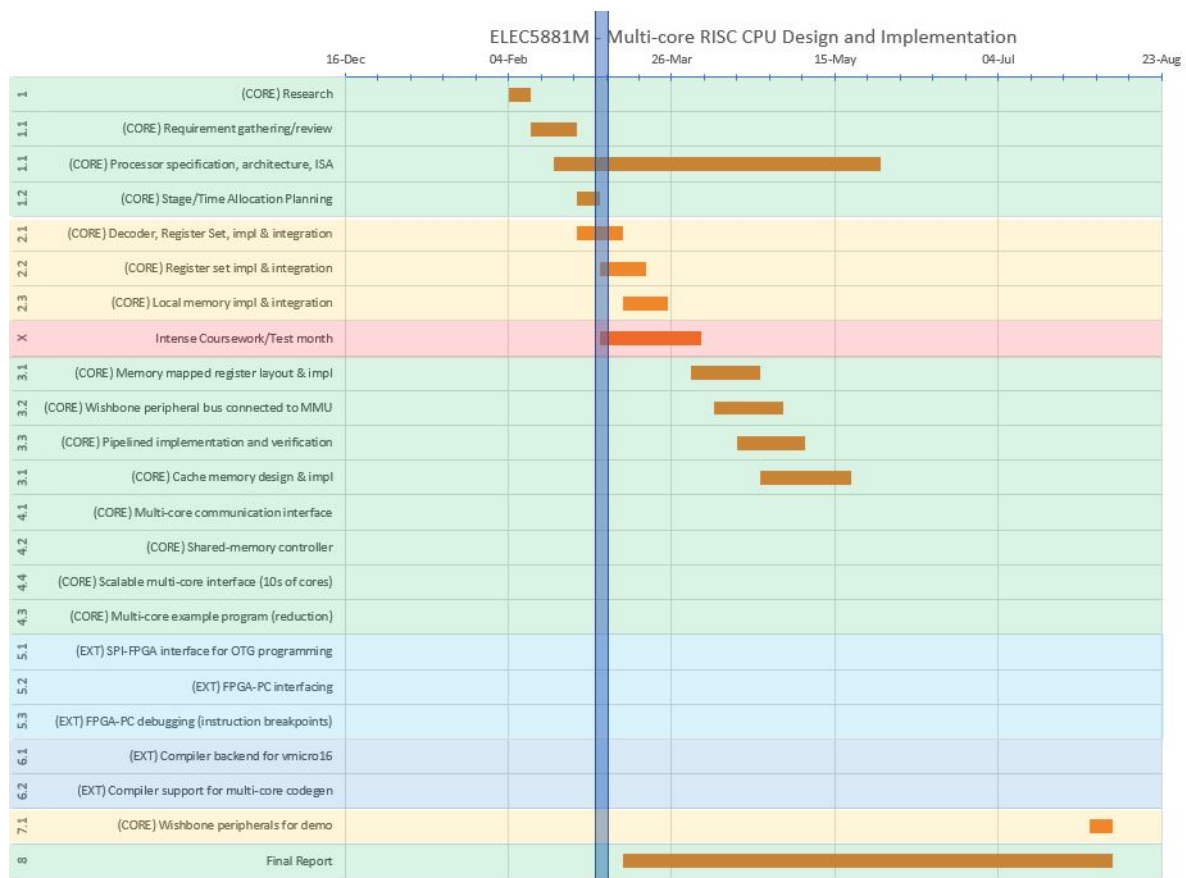 ELEC5881M - Multi-core RISC CPU Design and Implementation
16-Dec 04-Feb 26-Mar 15-May 04-Jul 23-Aug
1 (CORE) Research
1.1 (CORE) Requirement gathering/review
1.1 (CORE) Processor specification, architecture, ISA
1.2 (CORE) Stage/Time Allocation Planning
2.1 (CORE) Decoder, Register Set, impl & integration
2.2 (CORE) Register set impl & integration
2.3 (CORE) Local memory impl & integration
X Intense Coursework/Test month
3.1 (CORE) Memory mapped register layout & impl
3.2 (CORE) Wishbone peripheral bus connected to MMU
3.3 (CORE) Pipelined implementation and verification
3.1 (CORE) Cache memory design & impl
4.1 (CORE) Multi-core communication interface
4.2 (CORE) Shared-memory controller
4.4 (CORE) Scalable multi-core interface (10s of cores)
4.3 (CORE) Multi-core example program (reduction)
5.1 (EXT) SPI-FPGA interface for OTG programming
5.2 (EXT) FPGA-PC interfacing
5.3 (EXT) FPGA-PC debugging (instruction breakpoints)
6.1 (EXT) Compiler backend for vmicro16
6.2 (EXT) Compiler support for multi-core codegen
7.1 (CORE) Wishbone peripherals for demo
8 Final Report